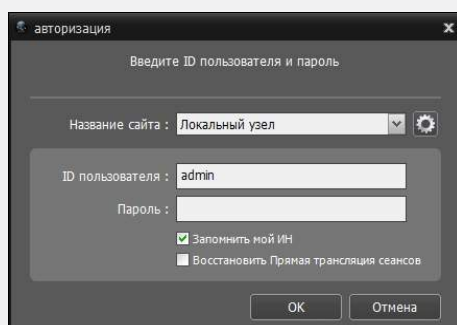 авторизация
Введите ID пользователя и пароль
Название сайта : Локальный узел
ID пользователя : admin
Пароль :
Запомнить мой ИН
Восстановить Прямая трансляция сеансов
OK Отмена